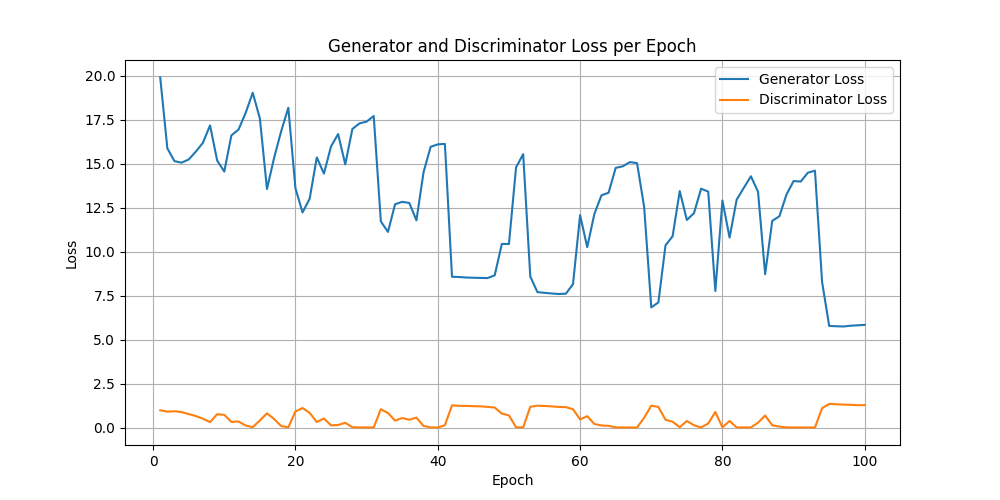 Generator and Discriminator Loss per Epoch
Generator Loss
Discriminator Loss
20.0
17.5
15.0
12.5
10.0
7.5
5.0
2.5
0.0
Loss
0 20 40 60 80 100
Epoch